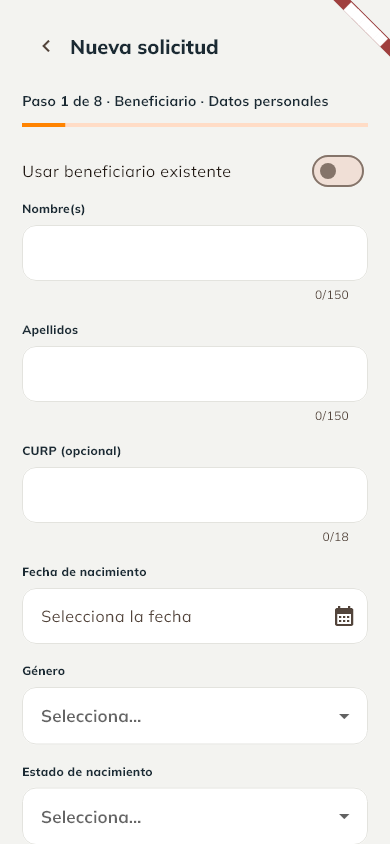 Nueva solicitud
Paso 1 de 8 · Beneficiario · Datos personales
Usar beneficiario existente
Nombre(s)
0/150
Apellidos
0/150
CURP (opcional)
0/18
Fecha de nacimiento
Selecciona la fecha
Género
Selecciona...
Estado de nacimiento
Selecciona...